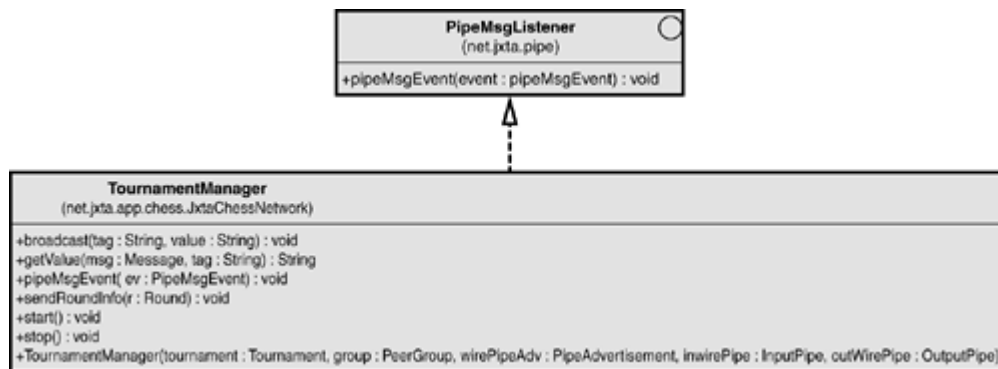 PipeMsgListener
(net.jxta.pipe)
+pipeMsgEvent(event : pipeMsgEvent) : void
TournamentManager
(net.jxta.app.chess.JxtaChessNetwork)
+broadcast(tag : String, value : String) : void
+getValue(msg : Message, tag : String) : String
+pipeMsgEvent( ev : PipeMsgEvent) : void
+sendRoundInfo(r : Round) : void
+start() : void
+stop() : void
+TournamentManager(tournament : Tournament, group : PeerGroup, wirePipeAdv : PipeAdvertisement, inwirePipe : InputPipe, outWirePipe : OutputPipe)